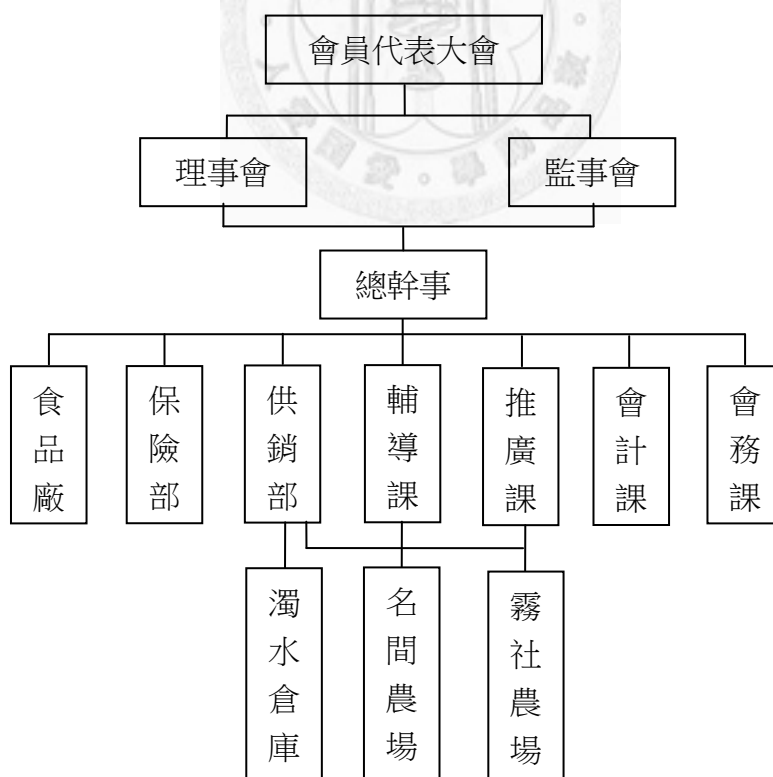 會員代表大會
理事會
監事會
總幹事
食品廠
保險部
供銷部
輔導課
推廣課
會計課
會務課
濁水倉庫
名間農場
霧社農場